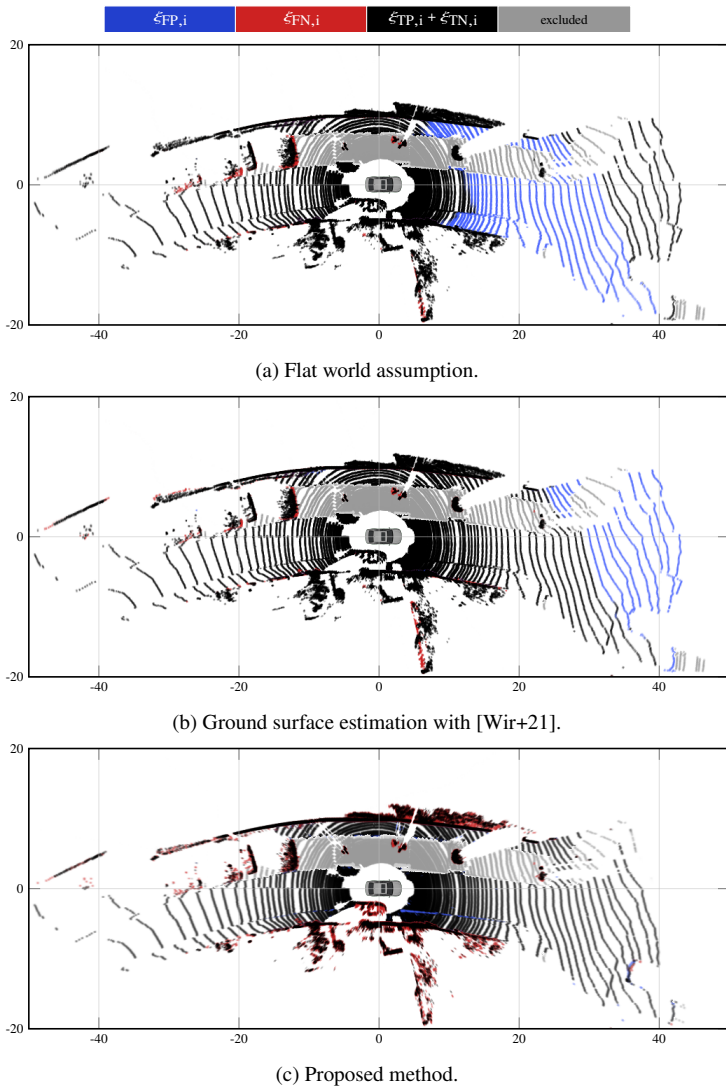 ξFP,i ξFN,i ξTP,i + ξTN,i excluded
20
0
-20
-40 -20 0 20 40
(a) Flat world assumption.
20
0
-20
-40 -20 0 20 40
(b) Ground surface estimation with [Wir+21].
20
0
-20
-40 -20 0 20 40
(c) Proposed method.